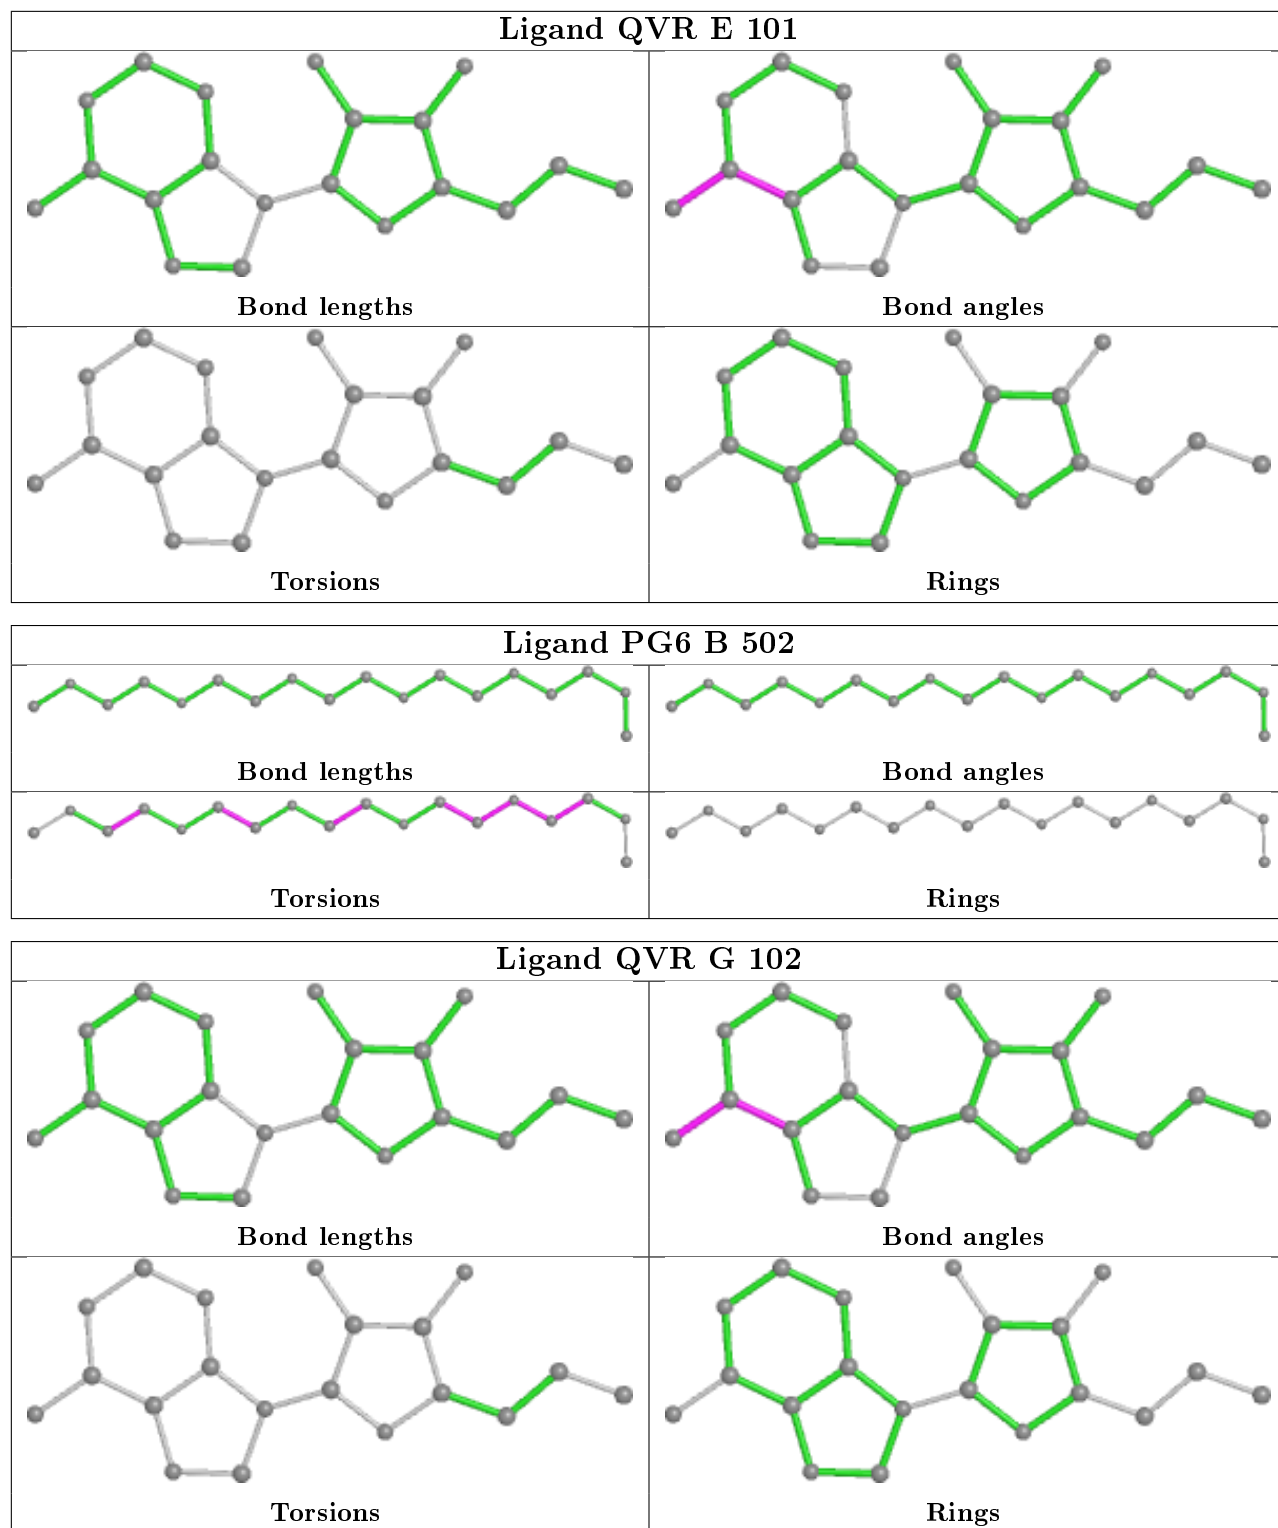 Ligand QVR E 101
Bond lengths
Bond angles
Torsions
Rings
Ligand PG6 B 502
Bond lengths
Bond angles
Torsions
Rings
Ligand QVR G 102
Bond lengths
Bond angles
Torsions
Rings